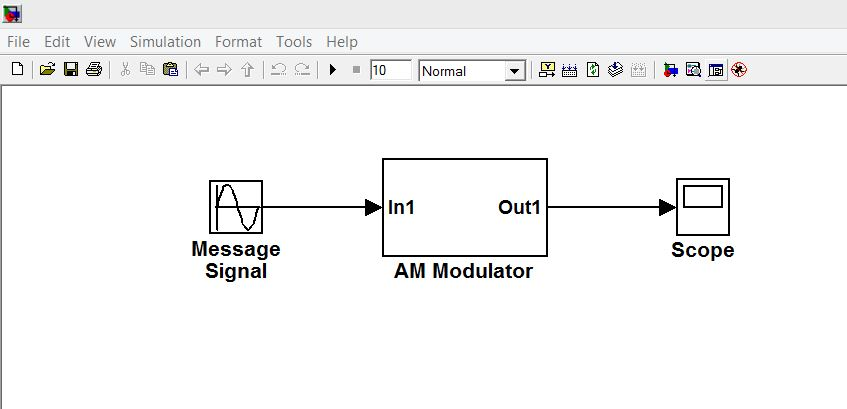 File Edit View Simulation Format Tools Help
10 Normal
In1 Out1
Message
Signal
AM Modulator
Scope